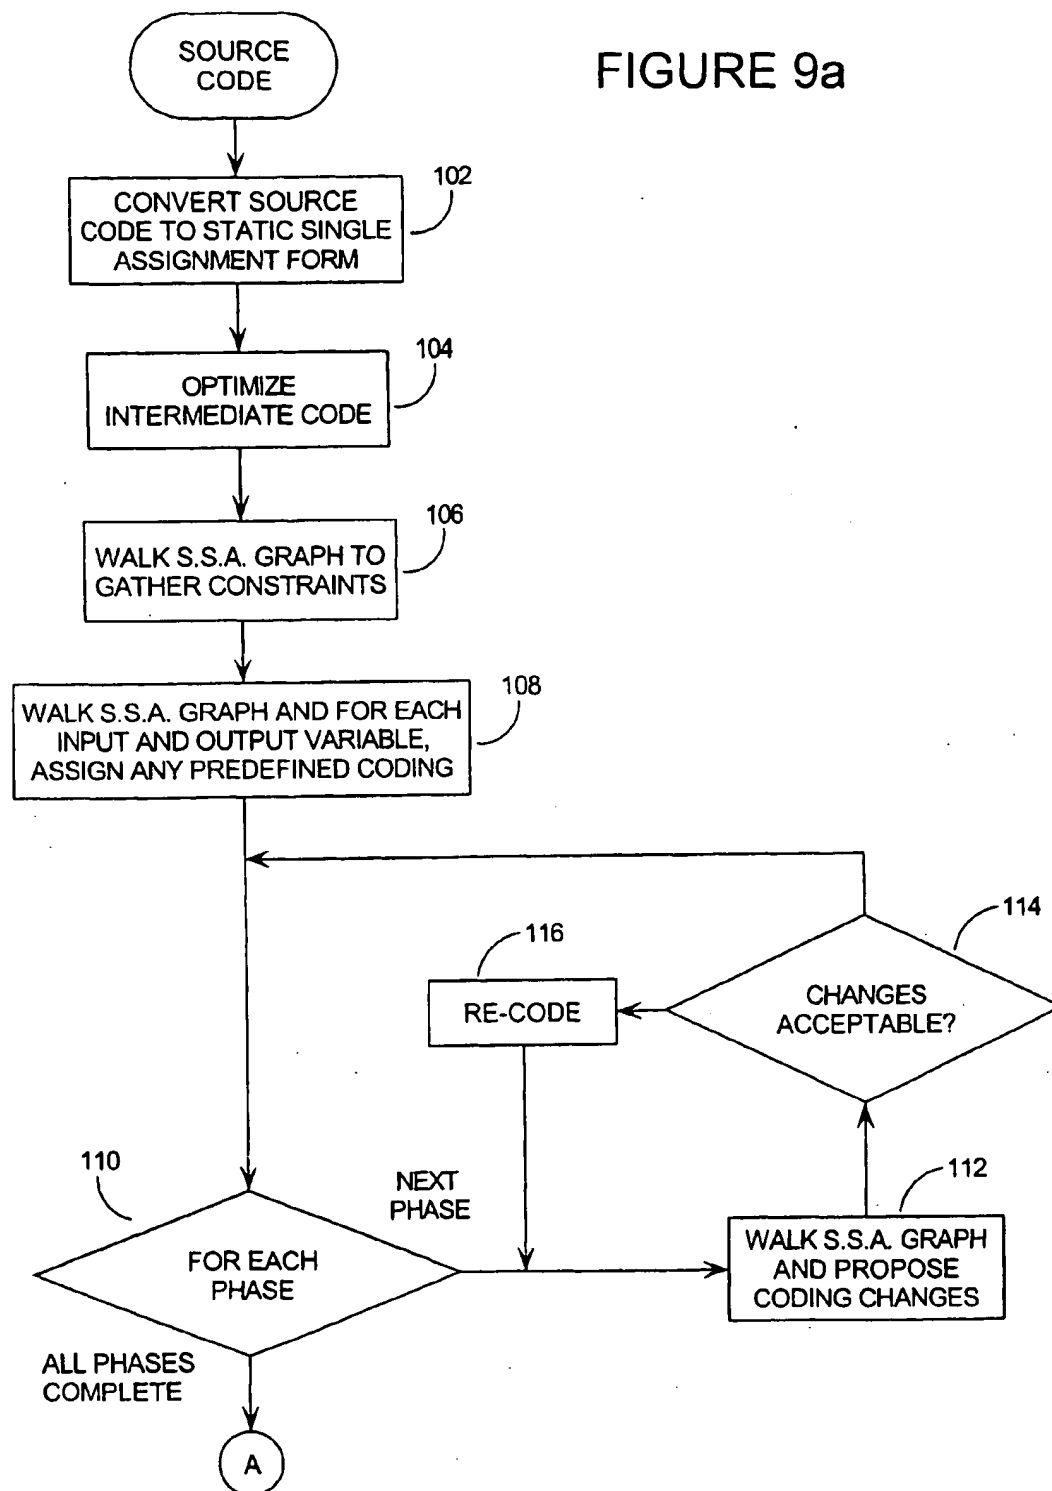 FIGURE 9a
SOURCE
CODE
102
CONVERT SOURCE
CODE TO STATIC SINGLE
ASSIGNMENT FORM
104
OPTIMIZE
INTERMEDIATE CODE
106
WALK S.S.A. GRAPH TO
GATHER CONSTRAINTS
108
WALK S.S.A. GRAPH AND FOR EACH
INPUT AND OUTPUT VARIABLE,
ASSIGN ANY PREDEFINED CODING
114
CHANGES
ACCEPTABLE?
116
RE-CODE
110
FOR EACH
PHASE
NEXT
PHASE
112
WALK S.S.A. GRAPH
AND PROPOSE
CODING CHANGES
ALL PHASES
COMPLETE
A